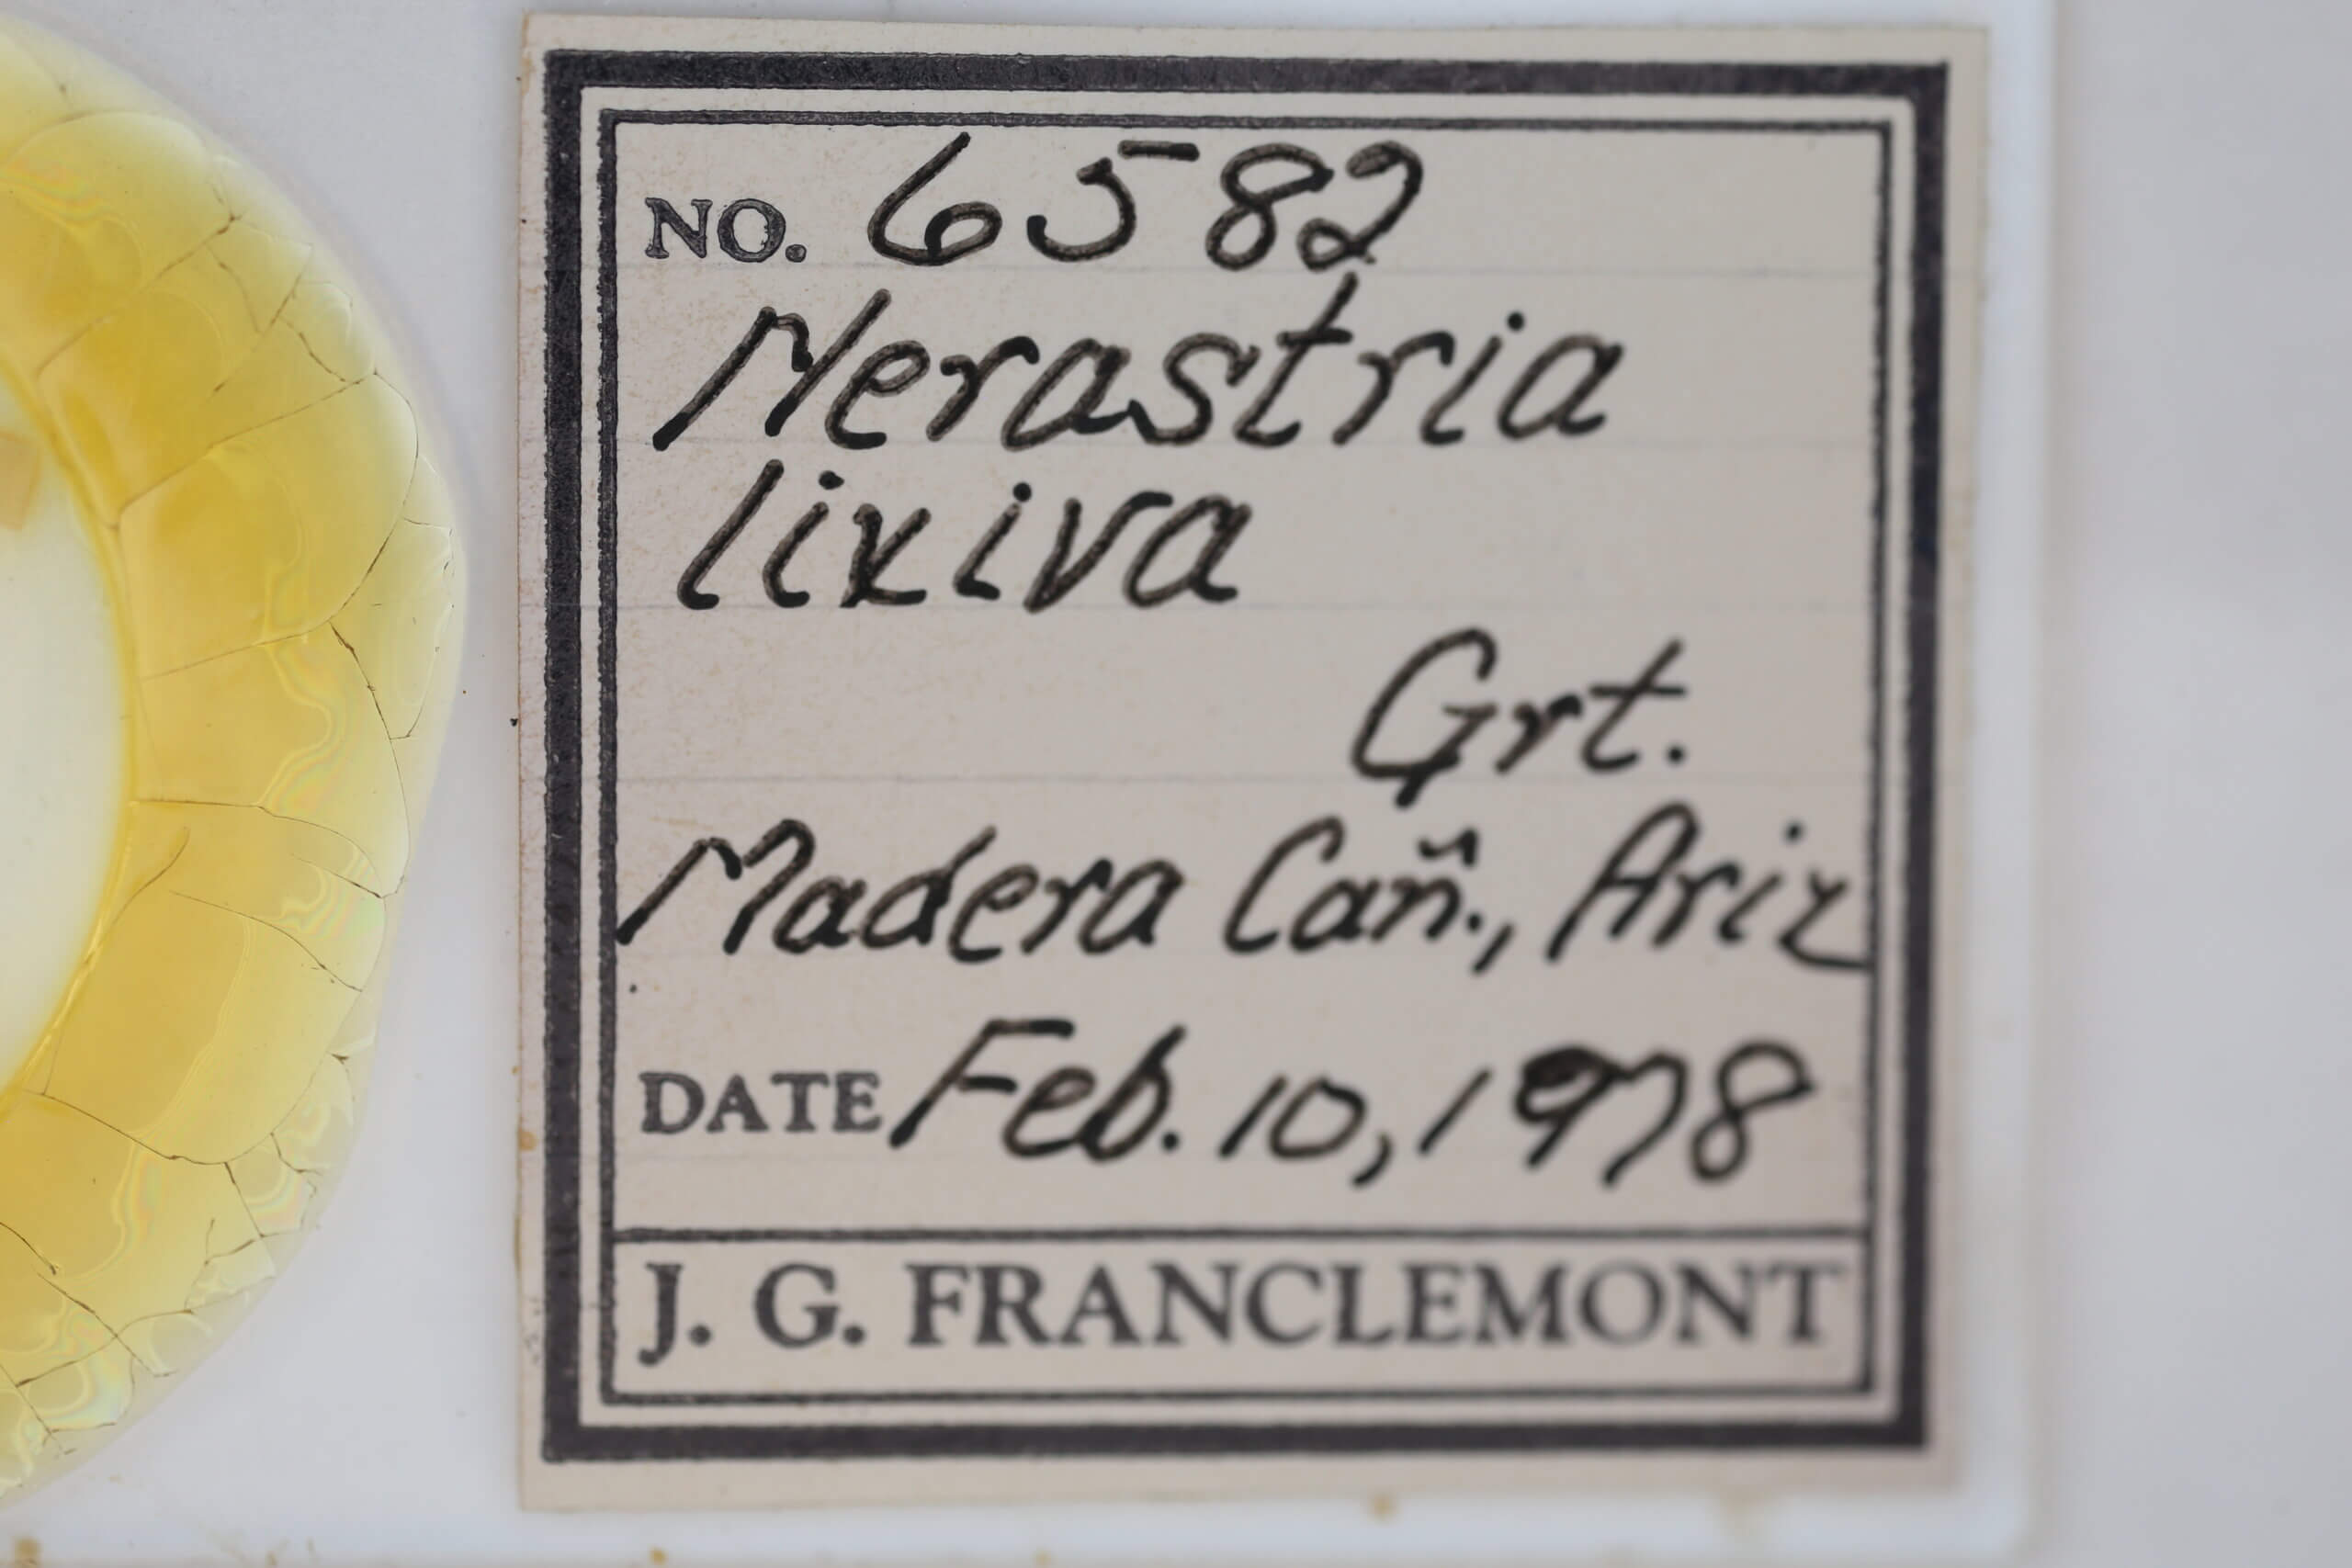 NO. 6582
Nerastria
lixiva
Grt.
Madera Cañ., Ariz
DATE Feb. 10, 1978
J. G. FRANCLEMONT